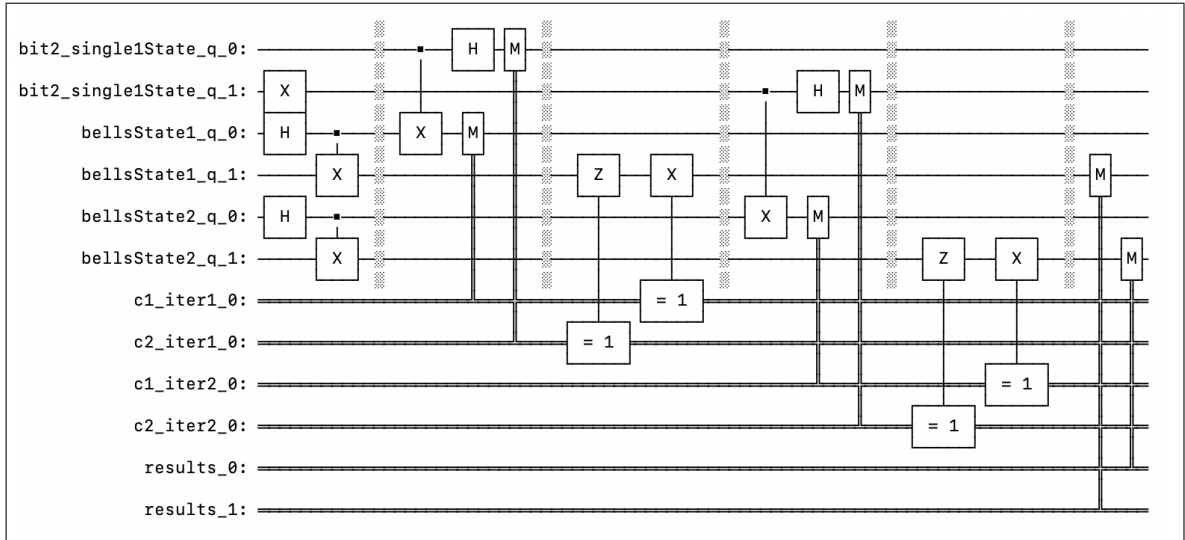 bit2_single1State_q_0: H M
bit2_single1State_q_1: X H M
bellsState1_q_0: H X M
bellsState1_q_1: X Z X M
bellsState2_q_0: H X M
bellsState2_q_1: X Z X M
c1_iter1_0: = 1
c2_iter1_0: = 1
c1_iter2_0: = 1
c2_iter2_0: = 1
results_0:
results_1: